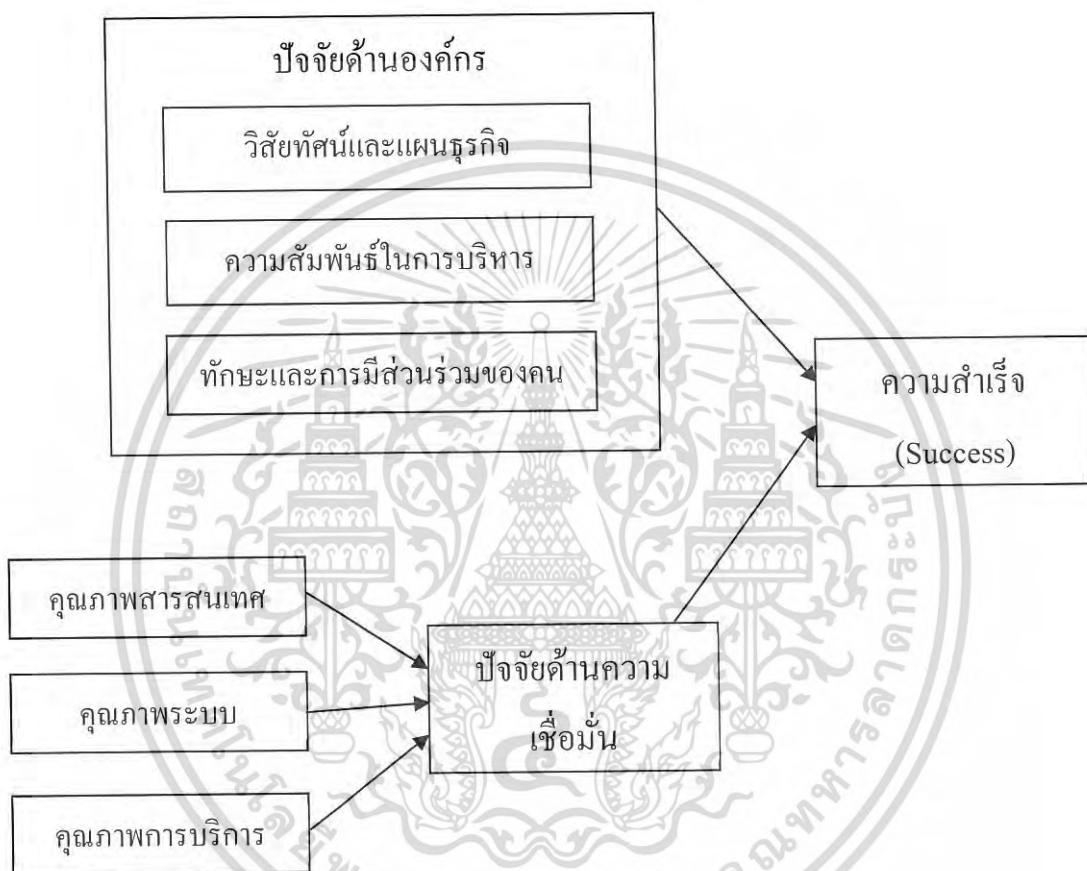 ปัจจัยด้านองค์กร
วิสัยทัศน์และแผนธุรกิจ
ความสัมพันธ์ในการบริหาร
ทักษะและการมีส่วนร่วมของคน
ความสำเร็จ
(Success)
คุณภาพสารสนเทศ
คุณภาพระบบ
คุณภาพการบริการ
ปัจจัยด้านความ
เชื่อมั่น